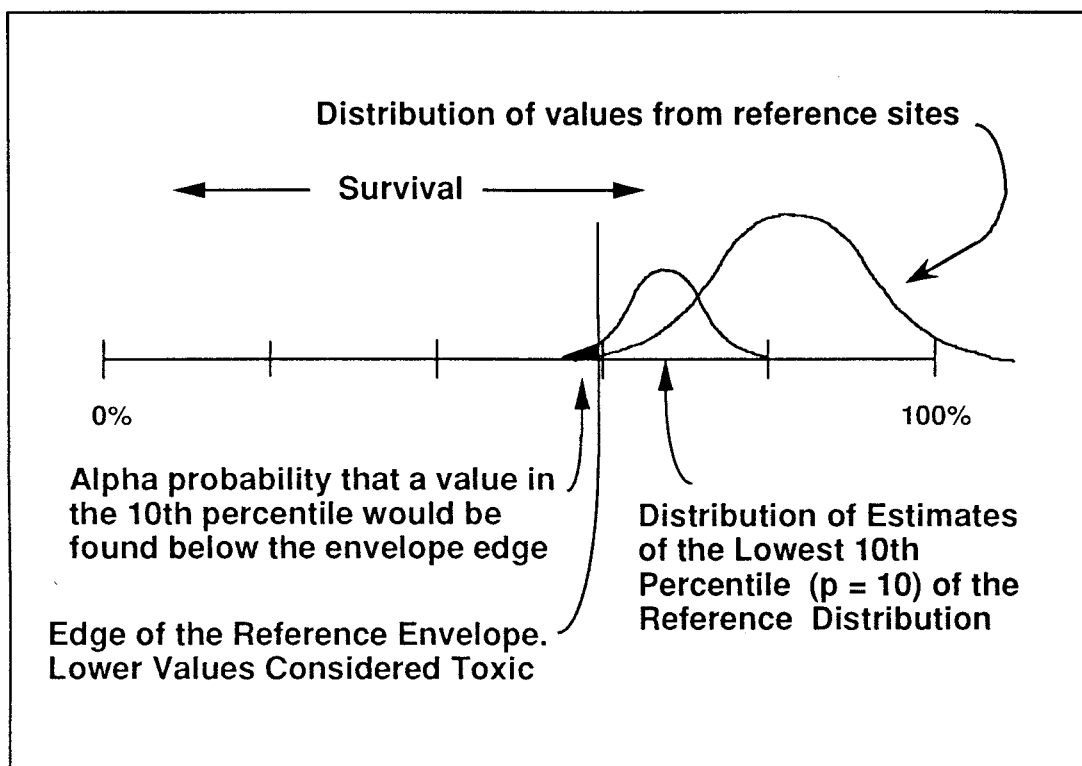 Distribution of values from reference sites
Survival
0%
100%
Alpha probability that a value in
the 10th percentile would be
found below the envelope edge
Distribution of Estimates
of the Lowest 10th
Percentile (p = 10) of the
Reference Distribution
Edge of the Reference Envelope.
Lower Values Considered Toxic